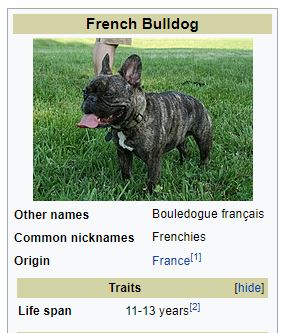 French Bulldog
Other names Bouledogue français
Common nicknames Frenchies
Origin France[1]
Traits [hide]
Life span 11-13 years[2]